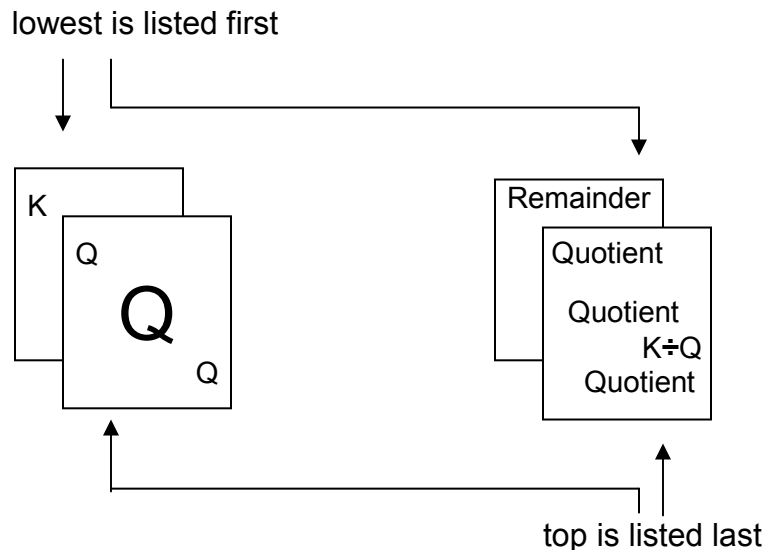 lowest is listed first
K
Q
Q
Q
Remainder
Quotient
Quotient
K÷Q
Quotient
top is listed last